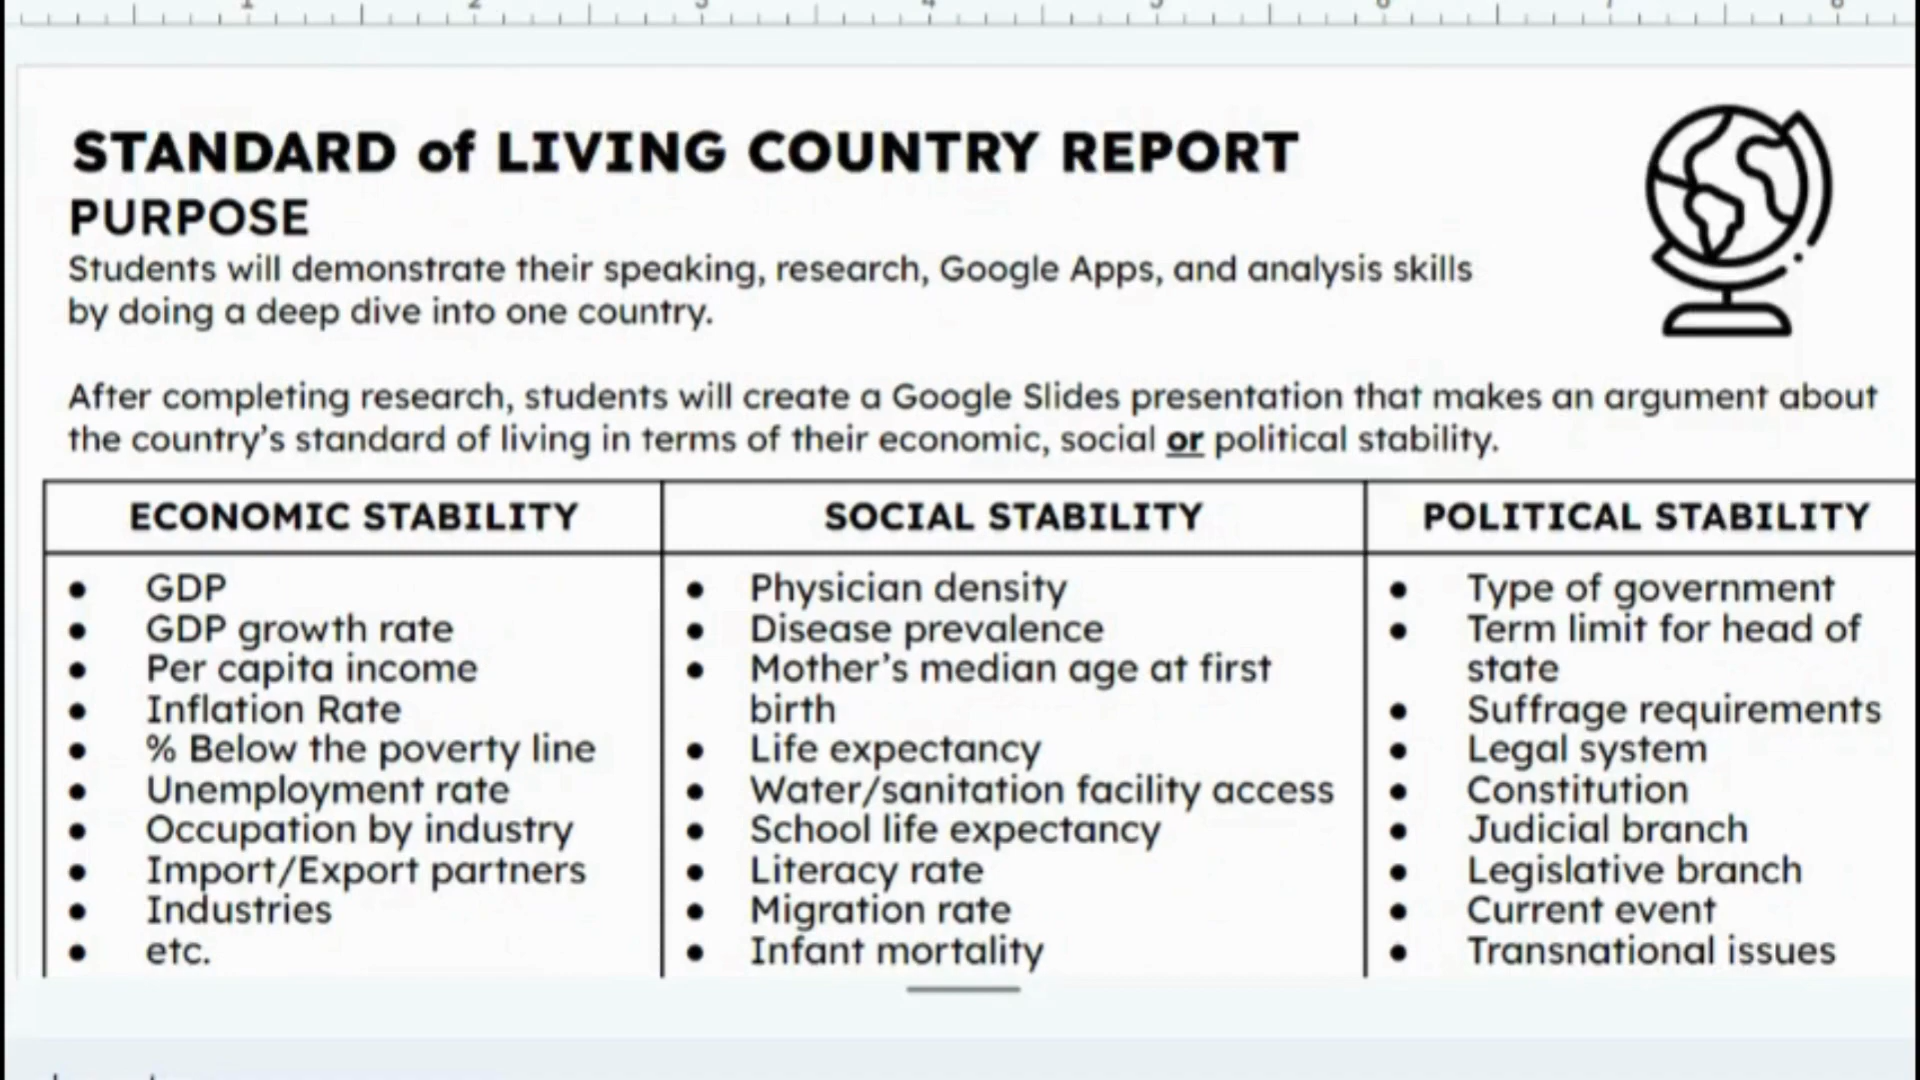 STANDARD of LIVING COUNTRY REPORT
PURPOSE
Students will demonstrate their speaking, research, Google Apps, and analysis skills
by doing a deep dive into one country.
After completing research, students will create a Google Slides presentation that makes an argument about
the country's standard of living in terms of their economic, social or political stability.
ECONOMIC STABILITY
● GDP
● GDP growth rate
● Per capita income
● Inflation Rate
● % Below the poverty line
● Unemployment rate
● Occupation by industry
● Import/Export partners
● Industries
● etc.
SOCIAL STABILITY
● Physician density
● Disease prevalence
● Mother's median age at first
birth
● Life expectancy
● Water/sanitation facility access
● School life expectancy
● Literacy rate
● Migration rate
● Infant mortality
POLITICAL STABILITY
● Type of government
● Term limit for head of
state
● Suffrage requirements
● Legal system
● Constitution
● Judicial branch
● Legislative branch
● Current event
● Transnational issues